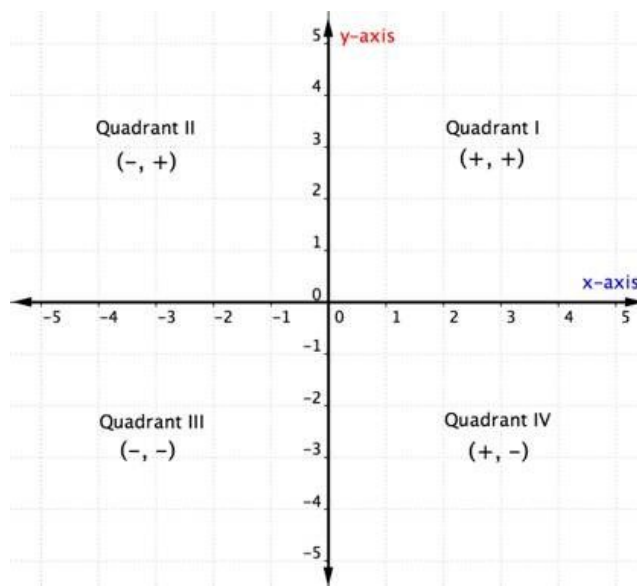 5 y-axis
4
Quadrant II Quadrant I
3
(–, +) (+, +)
2
1
0 x-axis
-5 -4 -3 -2 -1 0 1 2 3 4 5
-1
-2
Quadrant III Quadrant IV
(–, –) -3 (+, –)
-4
-5